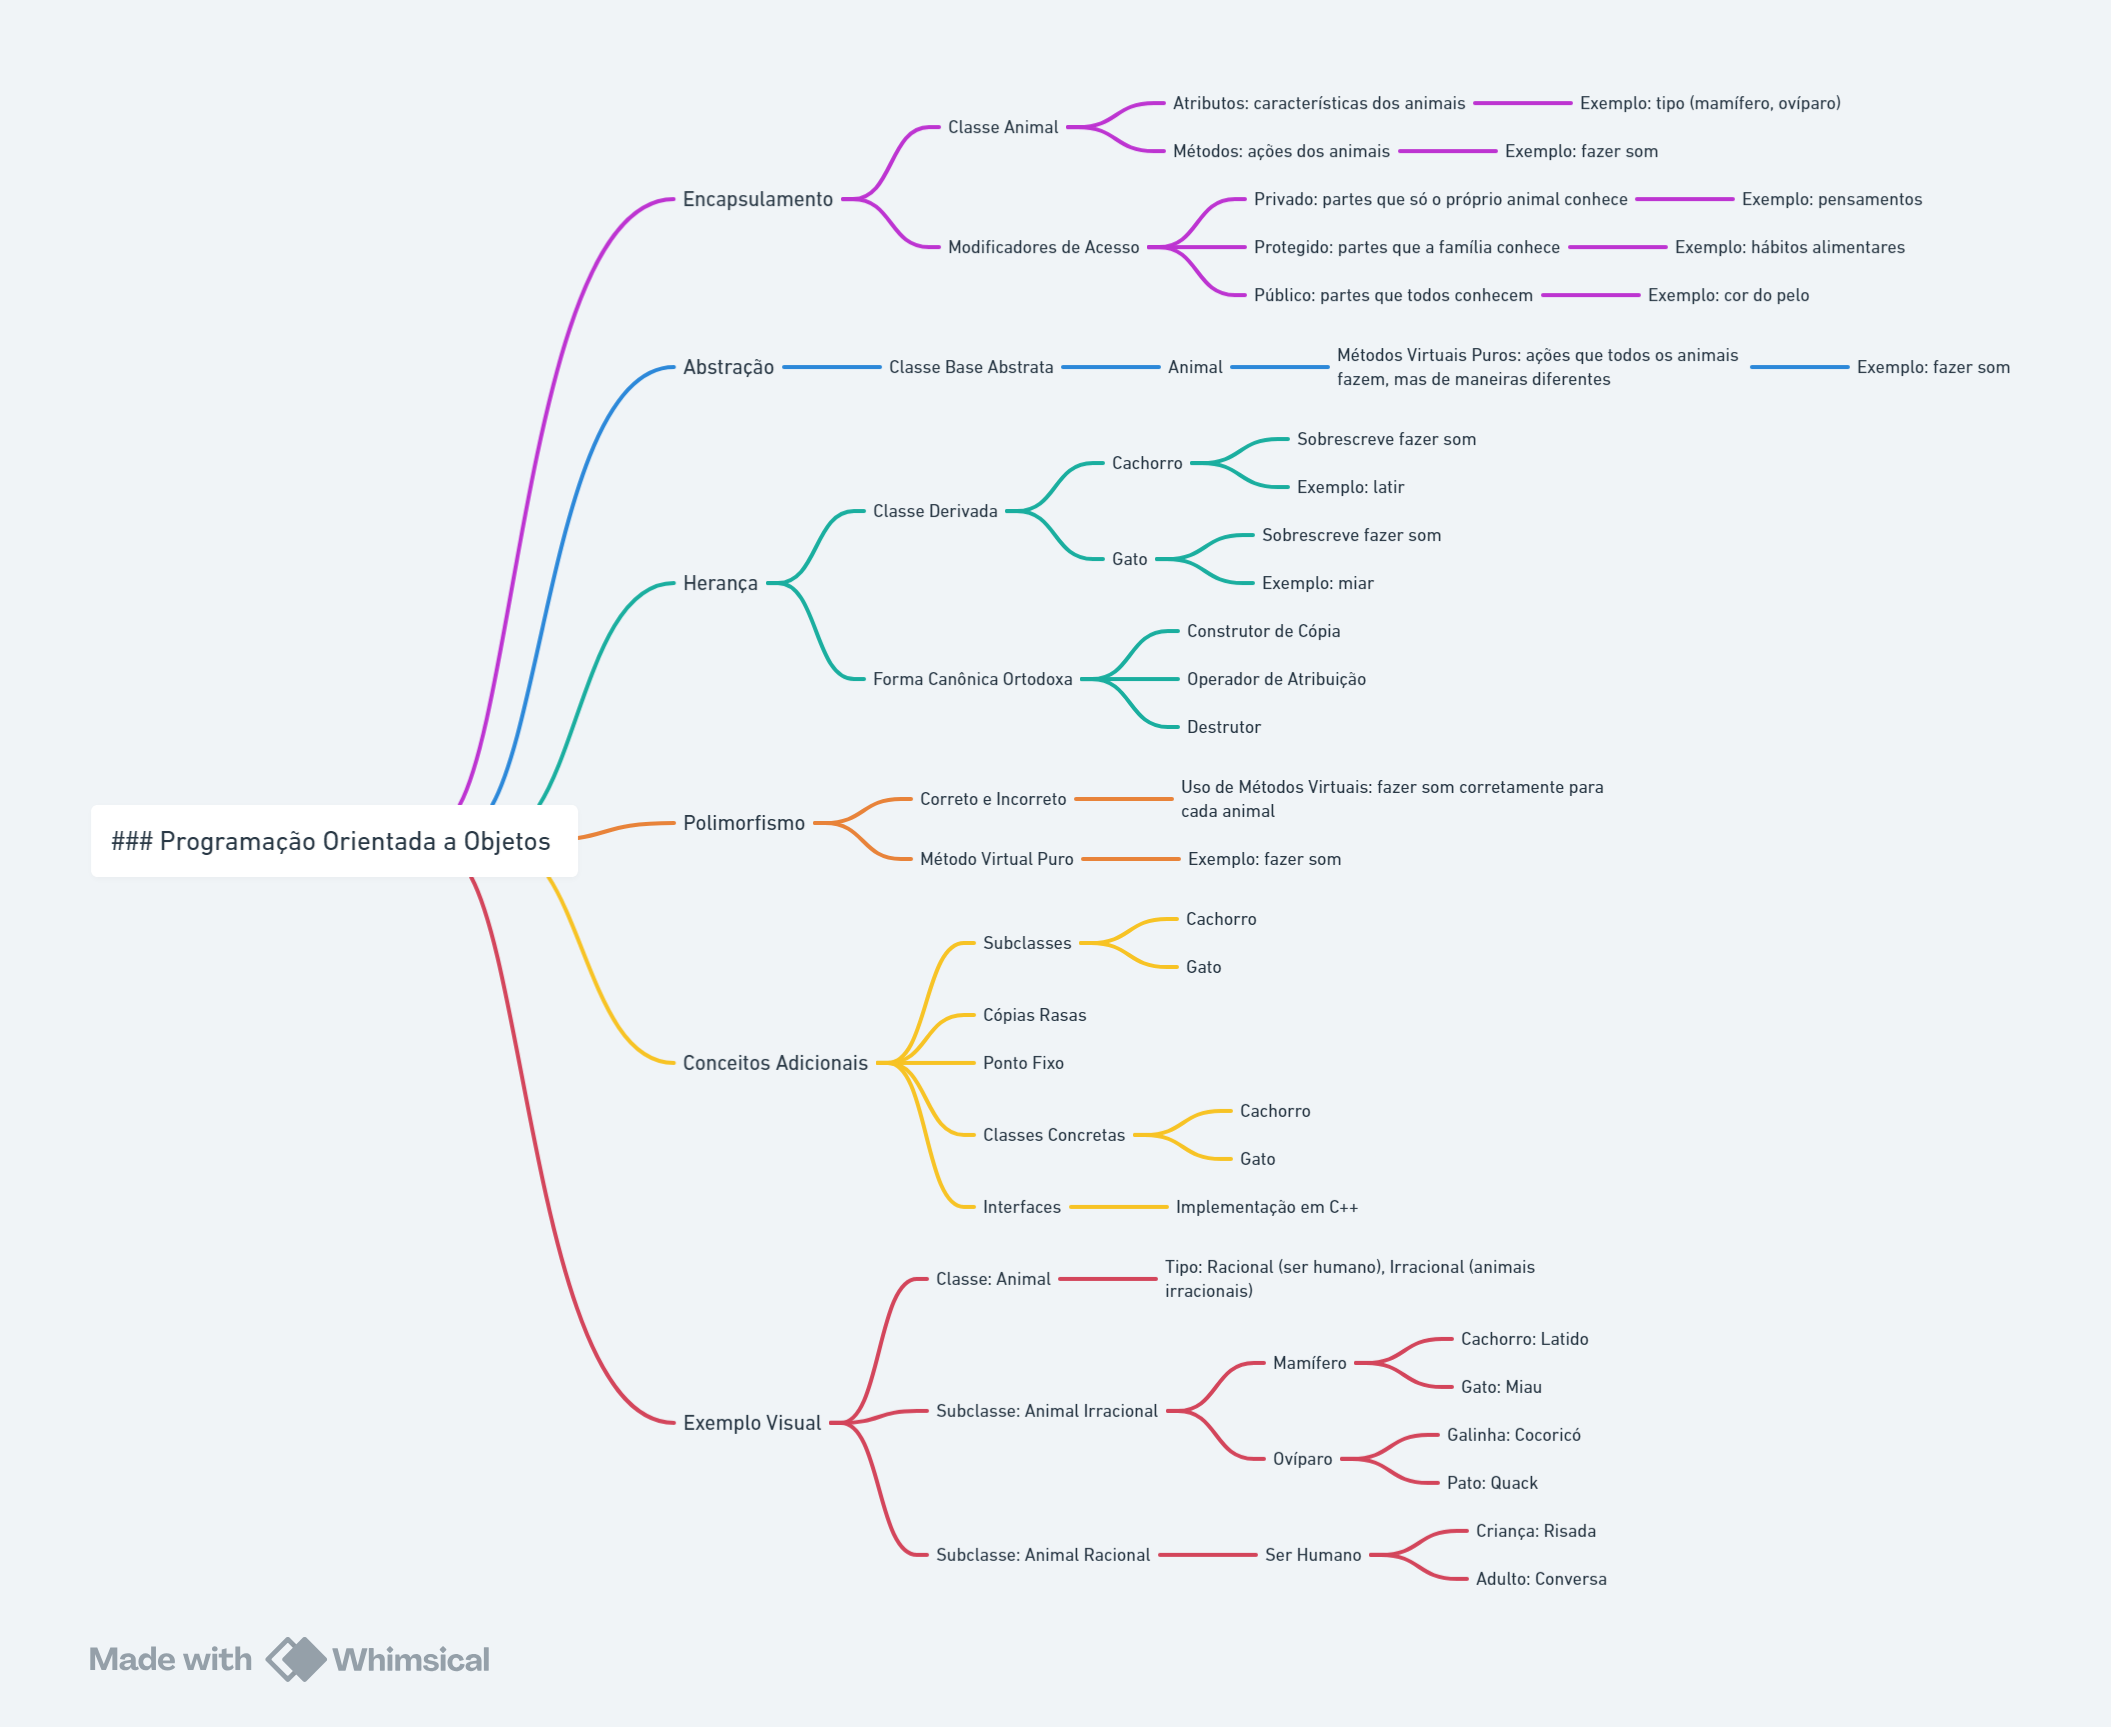 Atributos: características dos animais
Exemplo: tipo (mamífero, ovíparo)
Classe Animal
Métodos: ações dos animais
Exemplo: fazer som
Encapsulamento
Privado: partes que só o próprio animal conhece
Exemplo: pensamentos
Modificadores de Acesso
Protegido: partes que a família conhece
Exemplo: hábitos alimentares
Público: partes que todos conhecem
Exemplo: cor do pelo
Abstração
Classe Base Abstrata
Animal
Métodos Virtuais Puros: ações que todos os animais
fazem, mas de maneiras diferentes
Exemplo: fazer som
Sobrescreve fazer som
Cachorro
Exemplo: latir
Classe Derivada
Sobrescreve fazer som
Gato
Exemplo: miar
Herança
Construtor de Cópia
Forma Canônica Ortodoxa
Operador de Atribuição
Destrutor
Correto e Incorreto
Uso de Métodos Virtuais: fazer som corretamente para
cada animal
Polimorfismo
### Programação Orientada a Objetos
Método Virtual Puro
Exemplo: fazer som
Subclasses
Cachorro
Gato
Cópias Rasas
Conceitos Adicionais
Ponto Fixo
Classes Concretas
Cachorro
Gato
Interfaces
Implementação em C++
Classe: Animal
Tipo: Racional (ser humano), Irracional (animais
irracionais)
Exemplo Visual
Subclasse: Animal Irracional
Mamífero
Cachorro: Latido
Gato: Miau
Ovíparo
Galinha: Cocoricó
Pato: Quack
Subclasse: Animal Racional
Ser Humano
Criança: Risada
Adulto: Conversa
Made with Whimsical